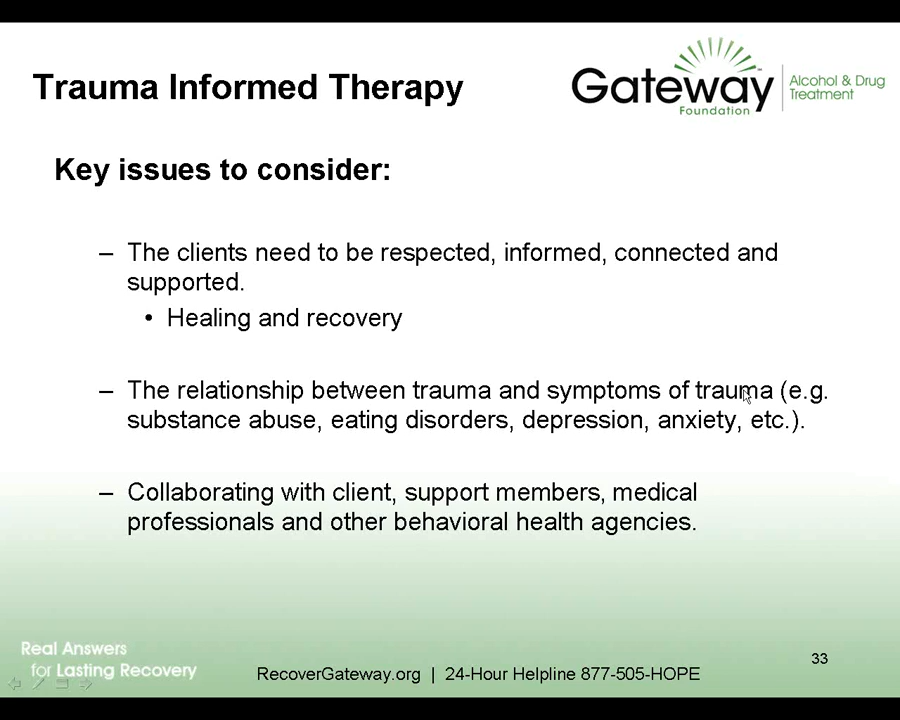 Trauma Informed Therapy
Gateway
Foundation
Alcohol & Drug
Treatment
Key issues to consider:
– The clients need to be respected, informed, connected and
supported.
• Healing and recovery
– The relationship between trauma and symptoms of trauma (e.g.
substance abuse, eating disorders, depression, anxiety, etc.).
– Collaborating with client, support members, medical
professionals and other behavioral health agencies.
Real Answers
for Lasting Recovery
RecoverGateway.org | 24-Hour Helpline 877-505-HOPE
33